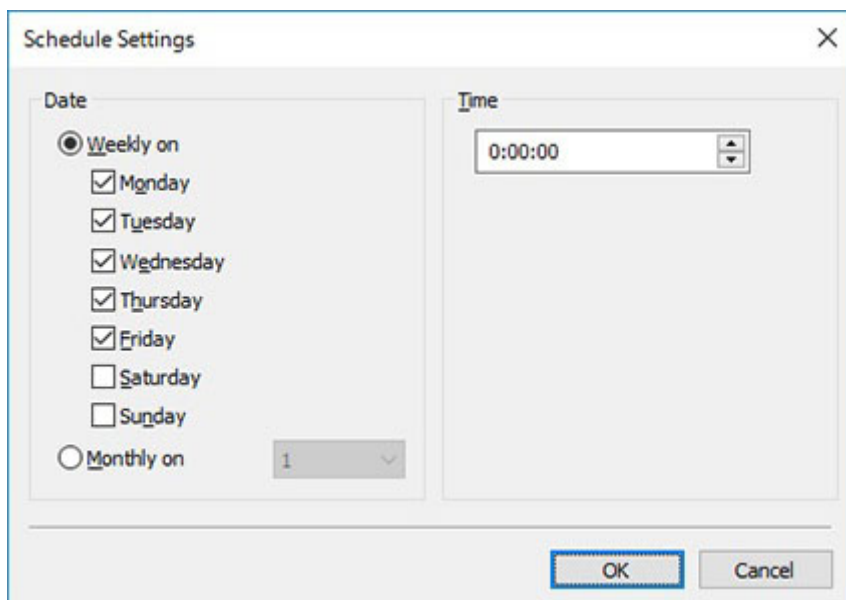 Schedule Settings
Date
Weekly on
Monday
Tuesday
Wednesday
Thursday
Friday
Saturday
Sunday
Monthly on 1
Time
0:00:00
OK Cancel